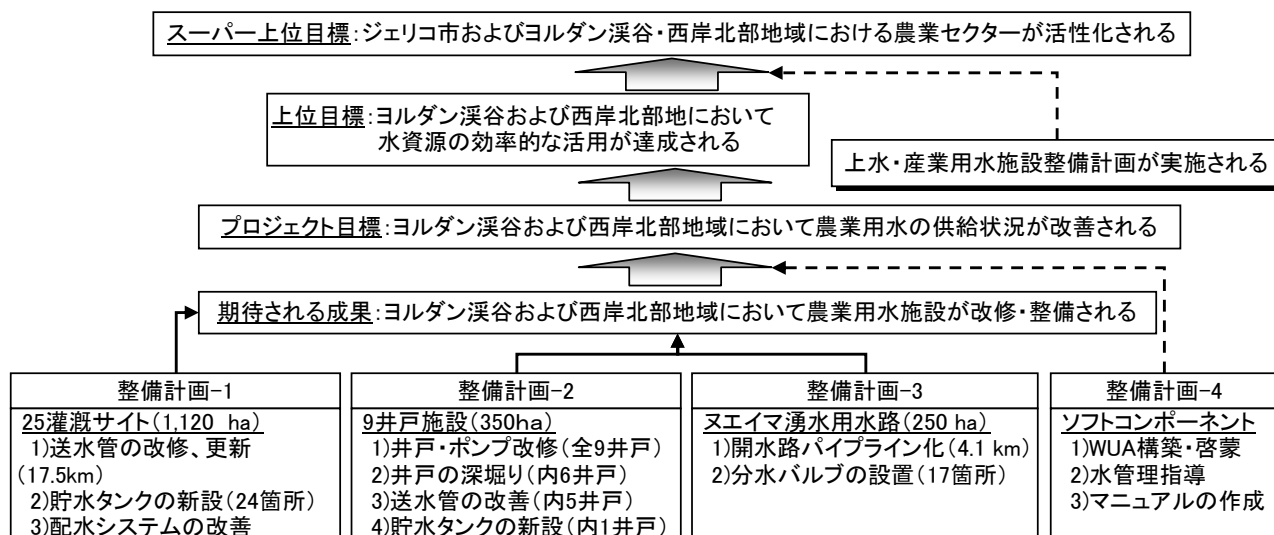 スーパー上位目標:ジェリコ市およびヨルダン渓谷・西岸北部地域における農業セクターが活性化される
上位目標:ヨルダン渓谷および西岸北部地において
水資源の効率的な活用が達成される
上水・産業用水施設整備計画が実施される
プロジェクト目標:ヨルダン渓谷および西岸北部地域において農業用水の供給状況が改善される
期待される成果:ヨルダン渓谷および西岸北部地域において農業用水施設が改修・整備される
整備計画-1
25灌漑サイト(1,120 ha)
1)送水管の改修、更新
(17.5km)
2)貯水タンクの新設(24箇所)
3)配水システムの改善
整備計画-2
9井戸施設(350ha)
1)井戸・ポンプ改修(全9井戸)
2)井戸の深堀り(内6井戸)
3)送水管の改善(内5井戸)
4)貯水タンクの新設(内1井戸)
整備計画-3
ヌエイマ湧水用水路(250 ha)
1)開水路パイプライン化(4.1 km)
2)分水バルブの設置(17箇所)
整備計画-4
ソフトコンポーネント
1)WUA構築・啓蒙
2)水管理指導
3)マニュアルの作成